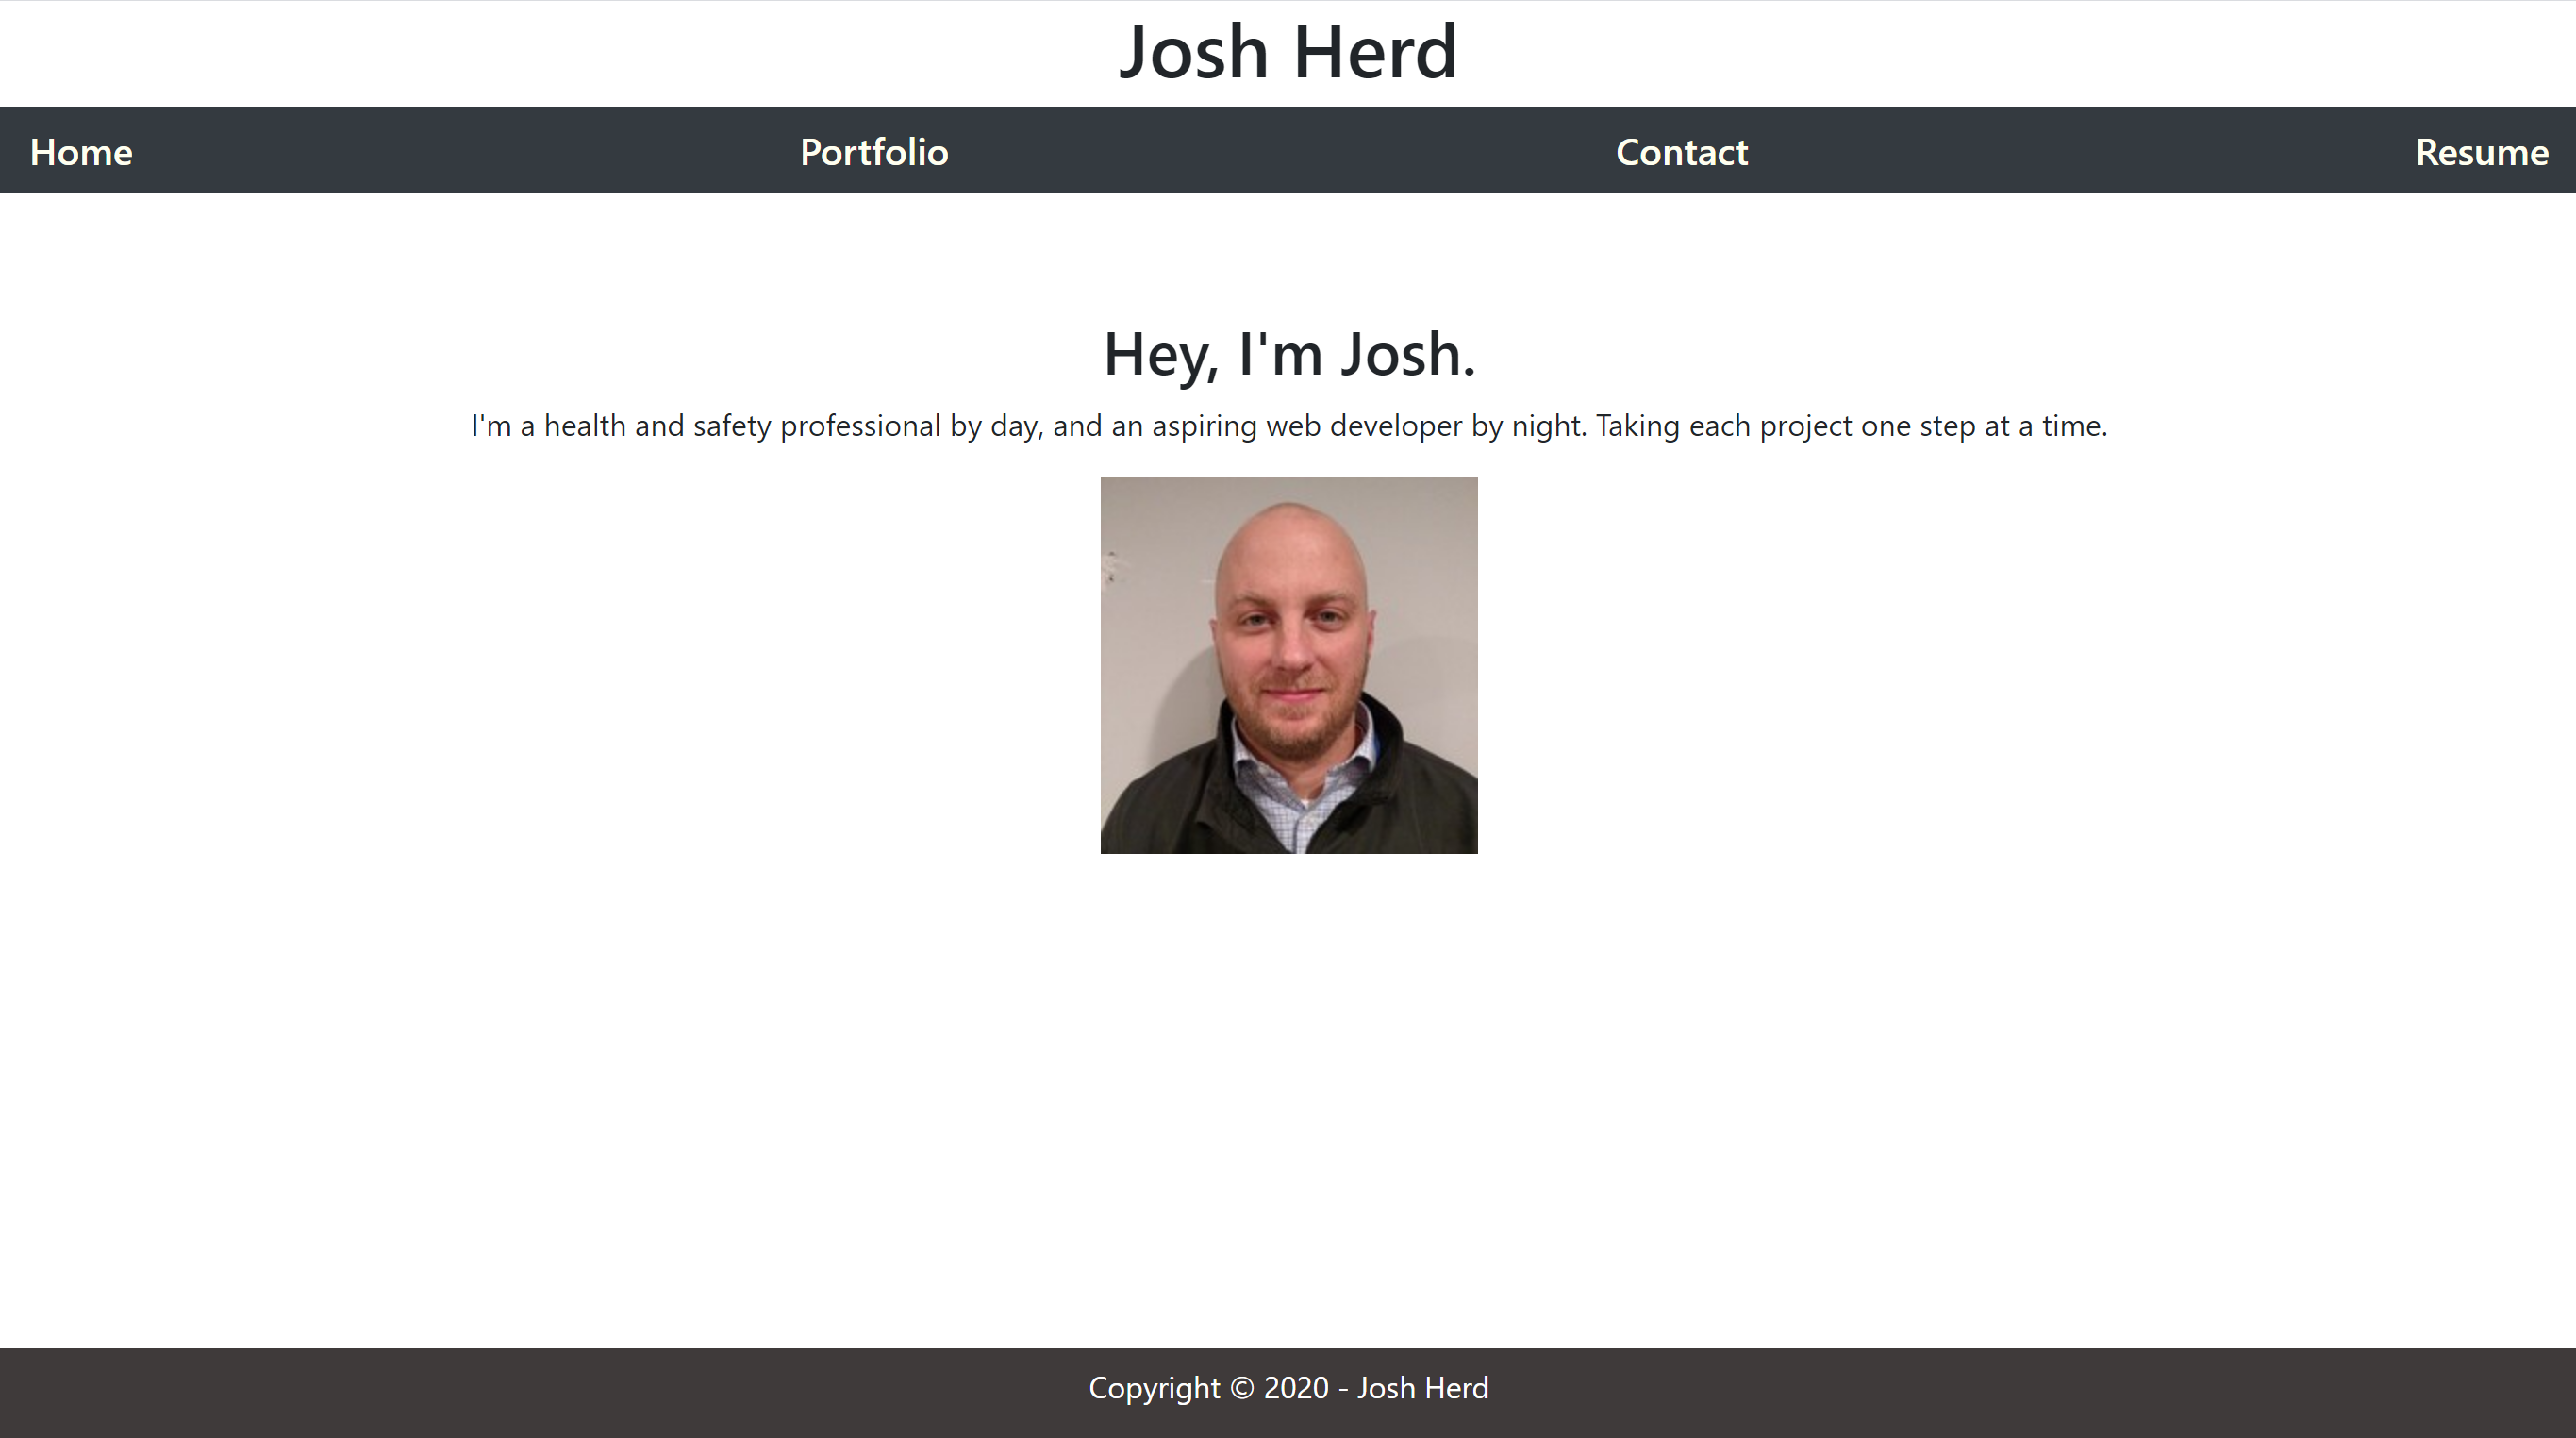 Josh Herd
Home Portfolio Contact Resume
Hey, I'm Josh.
I'm a health and safety professional by day, and an aspiring web developer by night. Taking each project one step at a time.
Copyright © 2020 - Josh Herd